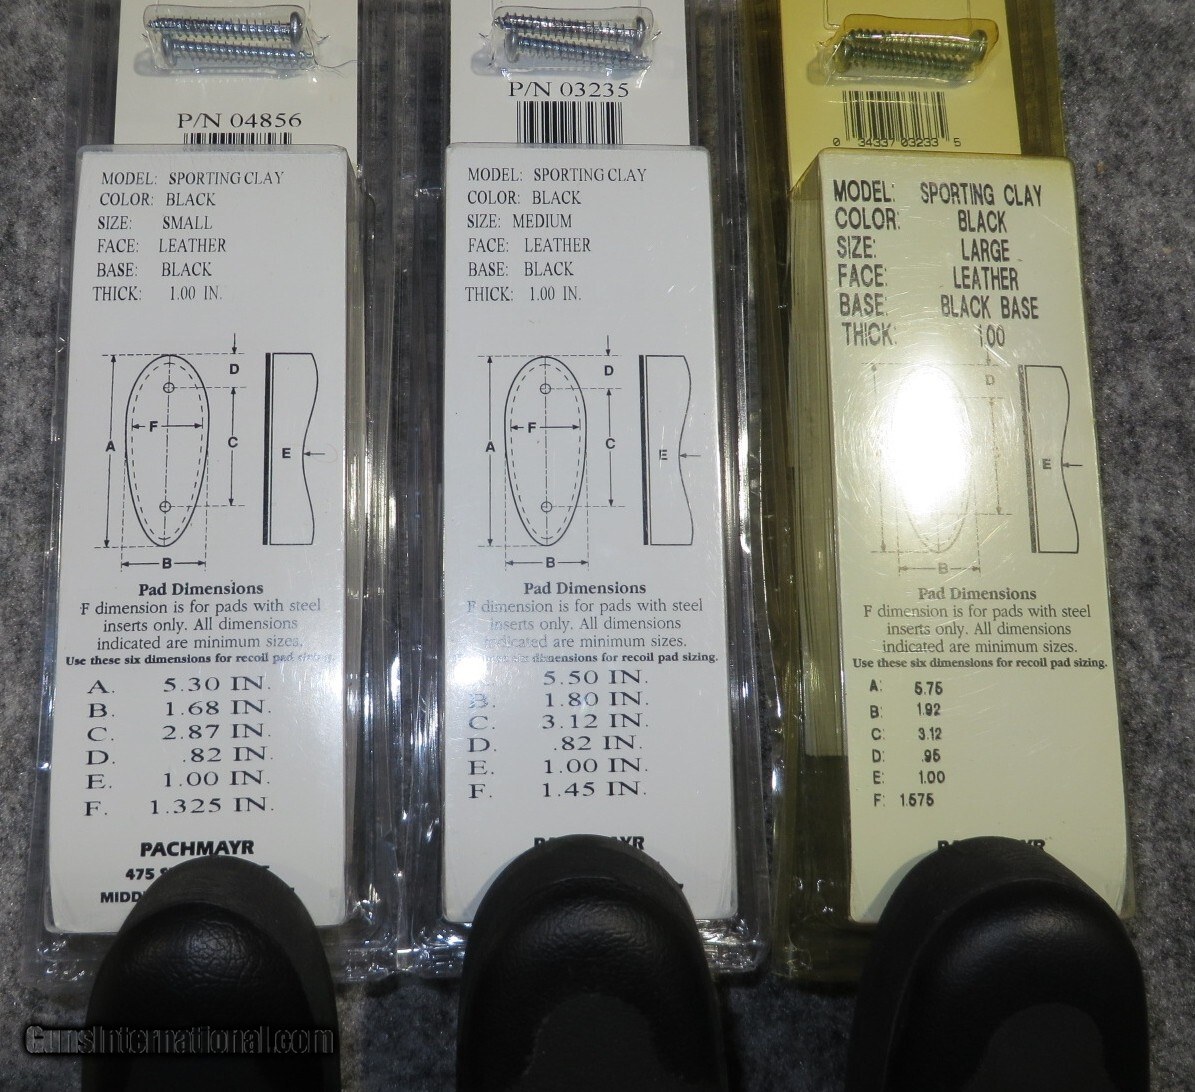 P/N 04856
MODEL: SPORTING CLAY
COLOR: BLACK
SIZE: SMALL
FACE: LEATHER
BASE: BLACK
THICK: 1.00 IN.
D
A
F
C
E
B
Pad Dimensions
F dimension is for pads with steel
inserts only. All dimensions
indicated are minimum sizes.
Use these six dimensions for recoil pad sizing.
A. 5.30 IN.
B. 1.68 IN.
C. 2.87 IN.
D. .82 IN.
E. 1.00 IN.
F. 1.325 IN.
PACHMAYR
475
P/N 03235
MODEL: SPORTING CLAY
COLOR: BLACK
SIZE: MEDIUM
FACE: LEATHER
BASE: BLACK
THICK: 1.00 IN.
D
A
F
C
E
B
Pad Dimensions
F dimension is for pads with steel
inserts only. All dimensions
indicated are minimum sizes.
these six dimensions for recoil pad sizing.
5.50 IN.
B. 1.80 IN.
C. 3.12 IN.
D. .82 IN.
E. 1.00 IN.
F. 1.45 IN.
0 34337 03233 5
MODEL: SPORTING CLAY
COLOR: BLACK
SIZE: LARGE
FACE: LEATHER
BASE: BLACK BASE
THICK: 1.00
D
E
B
Pad Dimensions
F dimension is for pads with steel
inserts only. All dimensions
indicated are minimum sizes.
Use these six dimensions for recoil pad sizing.
A: 5.75
B: 1.92
C: 3.12
D: .95
E: 1.00
F: 1.575
GunsInternational.com